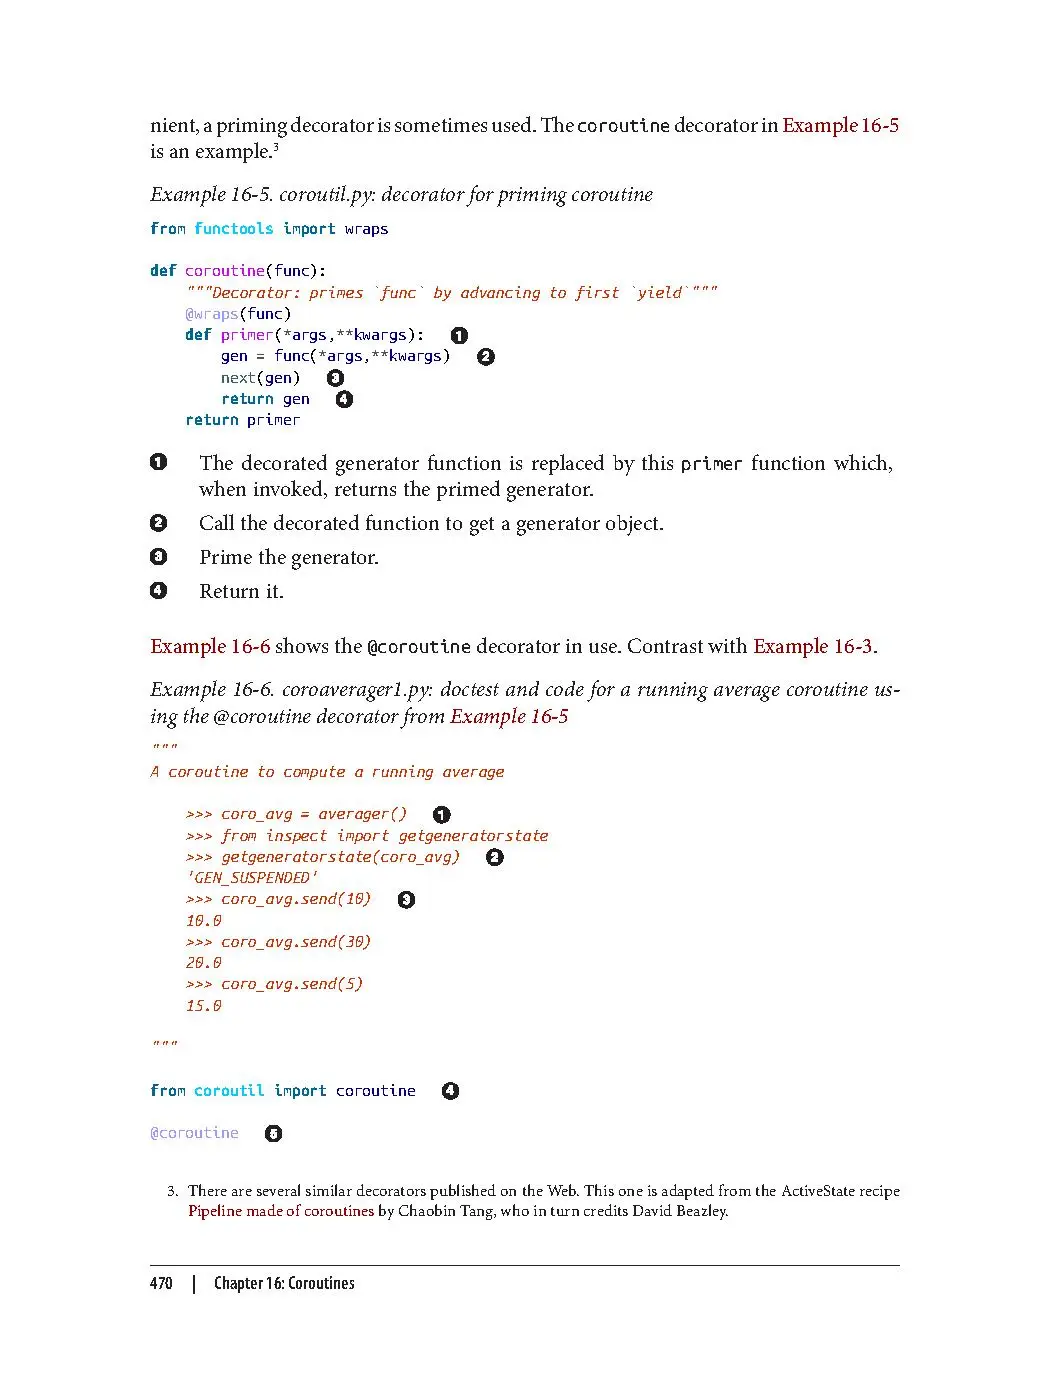 nient, a priming decorator is sometimes used. The coroutine decorator in Example 16-5
is an example.3
Example 16-5. coroutil.py: decorator for priming coroutine
from functools import wraps
def coroutine(func):
"""Decorator: primes `func` by advancing to first `yield`"""
@wraps(func)
def primer(*args,**kwargs): ❶
gen = func(*args,**kwargs) ❷
next(gen) ❸
return gen ❹
return primer
❶ The decorated generator function is replaced by this primer function which,
when invoked, returns the primed generator.
❷ Call the decorated function to get a generator object.
❸ Prime the generator.
❹ Return it.
Example 16-6 shows the @coroutine decorator in use. Contrast with Example 16-3.
Example 16-6. coroaverager1.py: doctest and code for a running average coroutine us-
ing the @coroutine decorator from Example 16-5
"""
A coroutine to compute a running average
>>> coro_avg = averager() ❶
>>> from inspect import getgeneratorstate
>>> getgeneratorstate(coro_avg) ❷
'GEN_SUSPENDED'
>>> coro_avg.send(10) ❸
10.0
>>> coro_avg.send(30)
20.0
>>> coro_avg.send(5)
15.0
"""
from coroutil import coroutine ❹
@coroutine ❺
3. There are several similar decorators published on the Web. This one is adapted from the ActiveState recipe
Pipeline made of coroutines by Chaobin Tang, who in turn credits David Beazley.
470 | Chapter 16: Coroutines